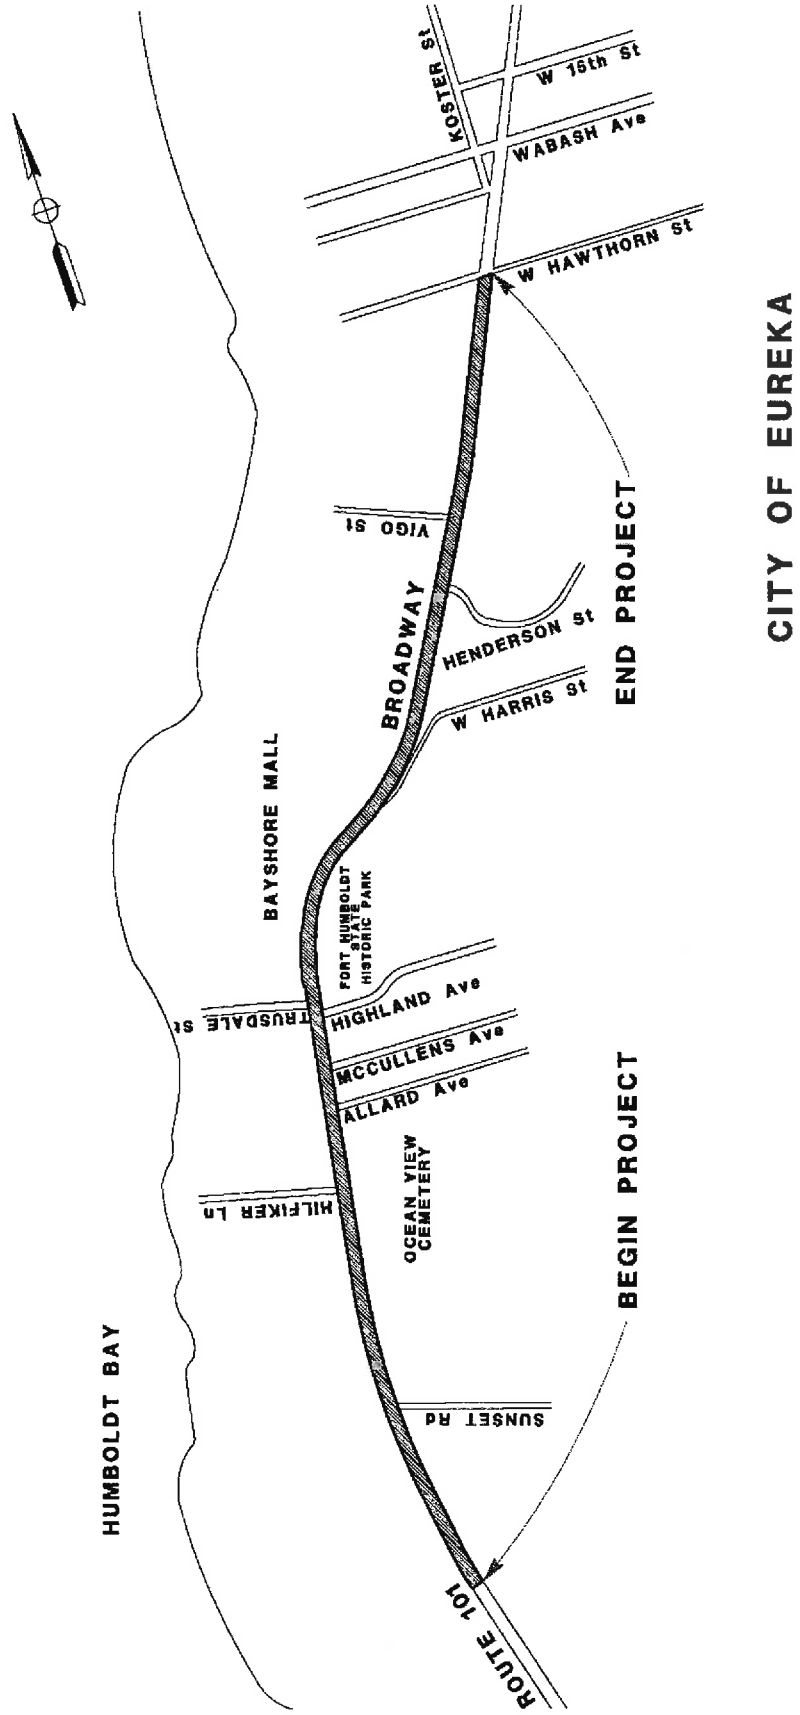 KOSTER St
W 15th St
WABASH Ave
W HAWTHORN St
CITY OF EUREKA
END PROJECT
VIGO St
BROADWAY
HENDERSON St
W HARRIS St
BAYSHORE MALL
FORT HUMBOLDT
STATE
HISTORIC PARK
TRUSDALE St
HIGHLAND Ave
MCCULLENS Ave
ALLARD Ave
OCEAN VIEW
CEMETERY
HILFIKER Ln
BEGIN PROJECT
HUMBOLDT BAY
SUNSET Rd
ROUTE 101